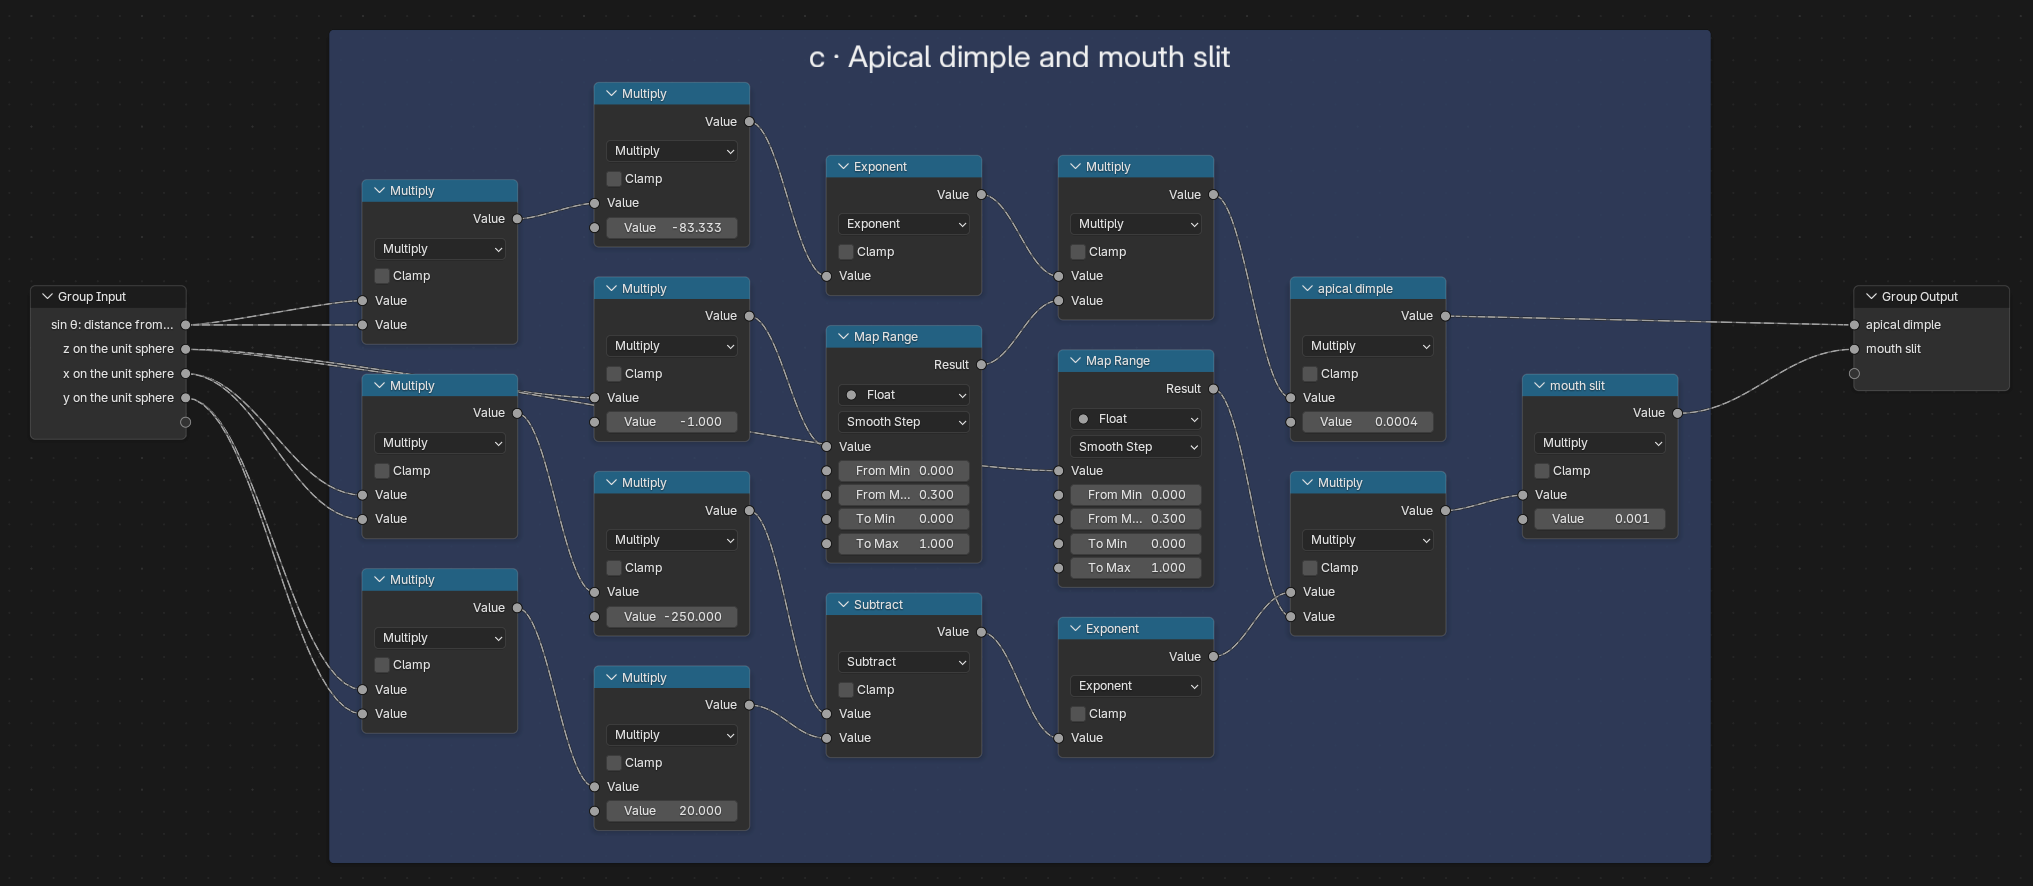 c · Apical dimple and mouth slit
Group Input
sin θ: distance from...
z on the unit sphere
x on the unit sphere
y on the unit sphere
Multiply
Value
Multiply
Clamp
Value
Value
Multiply
Value
Multiply
Clamp
Value
Value
Multiply
Value
Multiply
Clamp
Value
Value
Multiply
Value
Multiply
Clamp
Value
Value -83.333
Multiply
Value
Multiply
Clamp
Value
Value -1.000
Multiply
Value
Multiply
Clamp
Value
Value -250.000
Multiply
Value
Multiply
Clamp
Value
Value 20.000
Exponent
Value
Exponent
Clamp
Value
Map Range
Result
Float
Smooth Step
Value
From Min 0.000
From M... 0.300
To Min 0.000
To Max 1.000
Subtract
Value
Subtract
Clamp
Value
Value
Multiply
Value
Multiply
Clamp
Value
Value
Map Range
Result
Float
Smooth Step
Value
From Min 0.000
From M... 0.300
To Min 0.000
To Max 1.000
Exponent
Value
Exponent
Clamp
Value
apical dimple
Value
Multiply
Clamp
Value
Value 0.0004
Multiply
Value
Multiply
Clamp
Value
Value
mouth slit
Value
Multiply
Clamp
Value
Value 0.001
Group Output
apical dimple
mouth slit